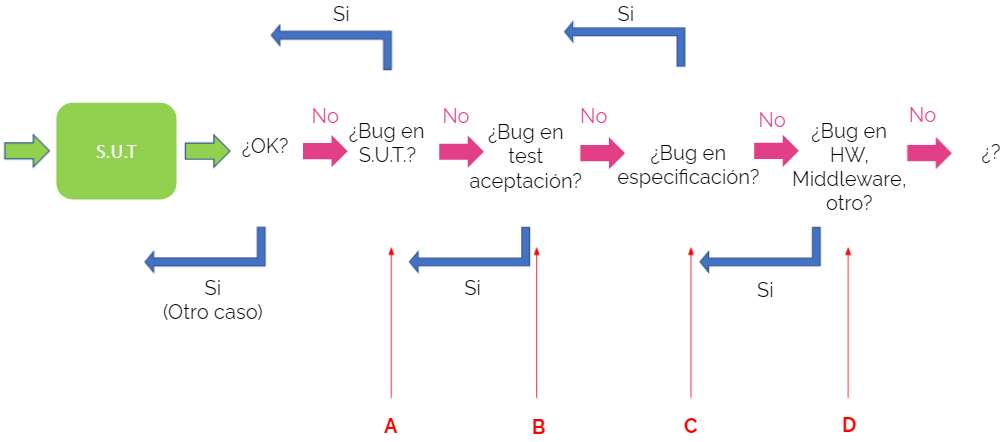 Si
Si
No
No
No
No
No
S.U.T
¿OK?
¿Bug en
S.U.T.?
¿Bug en
test
aceptación?
¿Bug en
especificación?
¿Bug en
HW,
Middleware,
otro?
¿?
Si
(Otro caso)
Si
Si
A
B
C
D